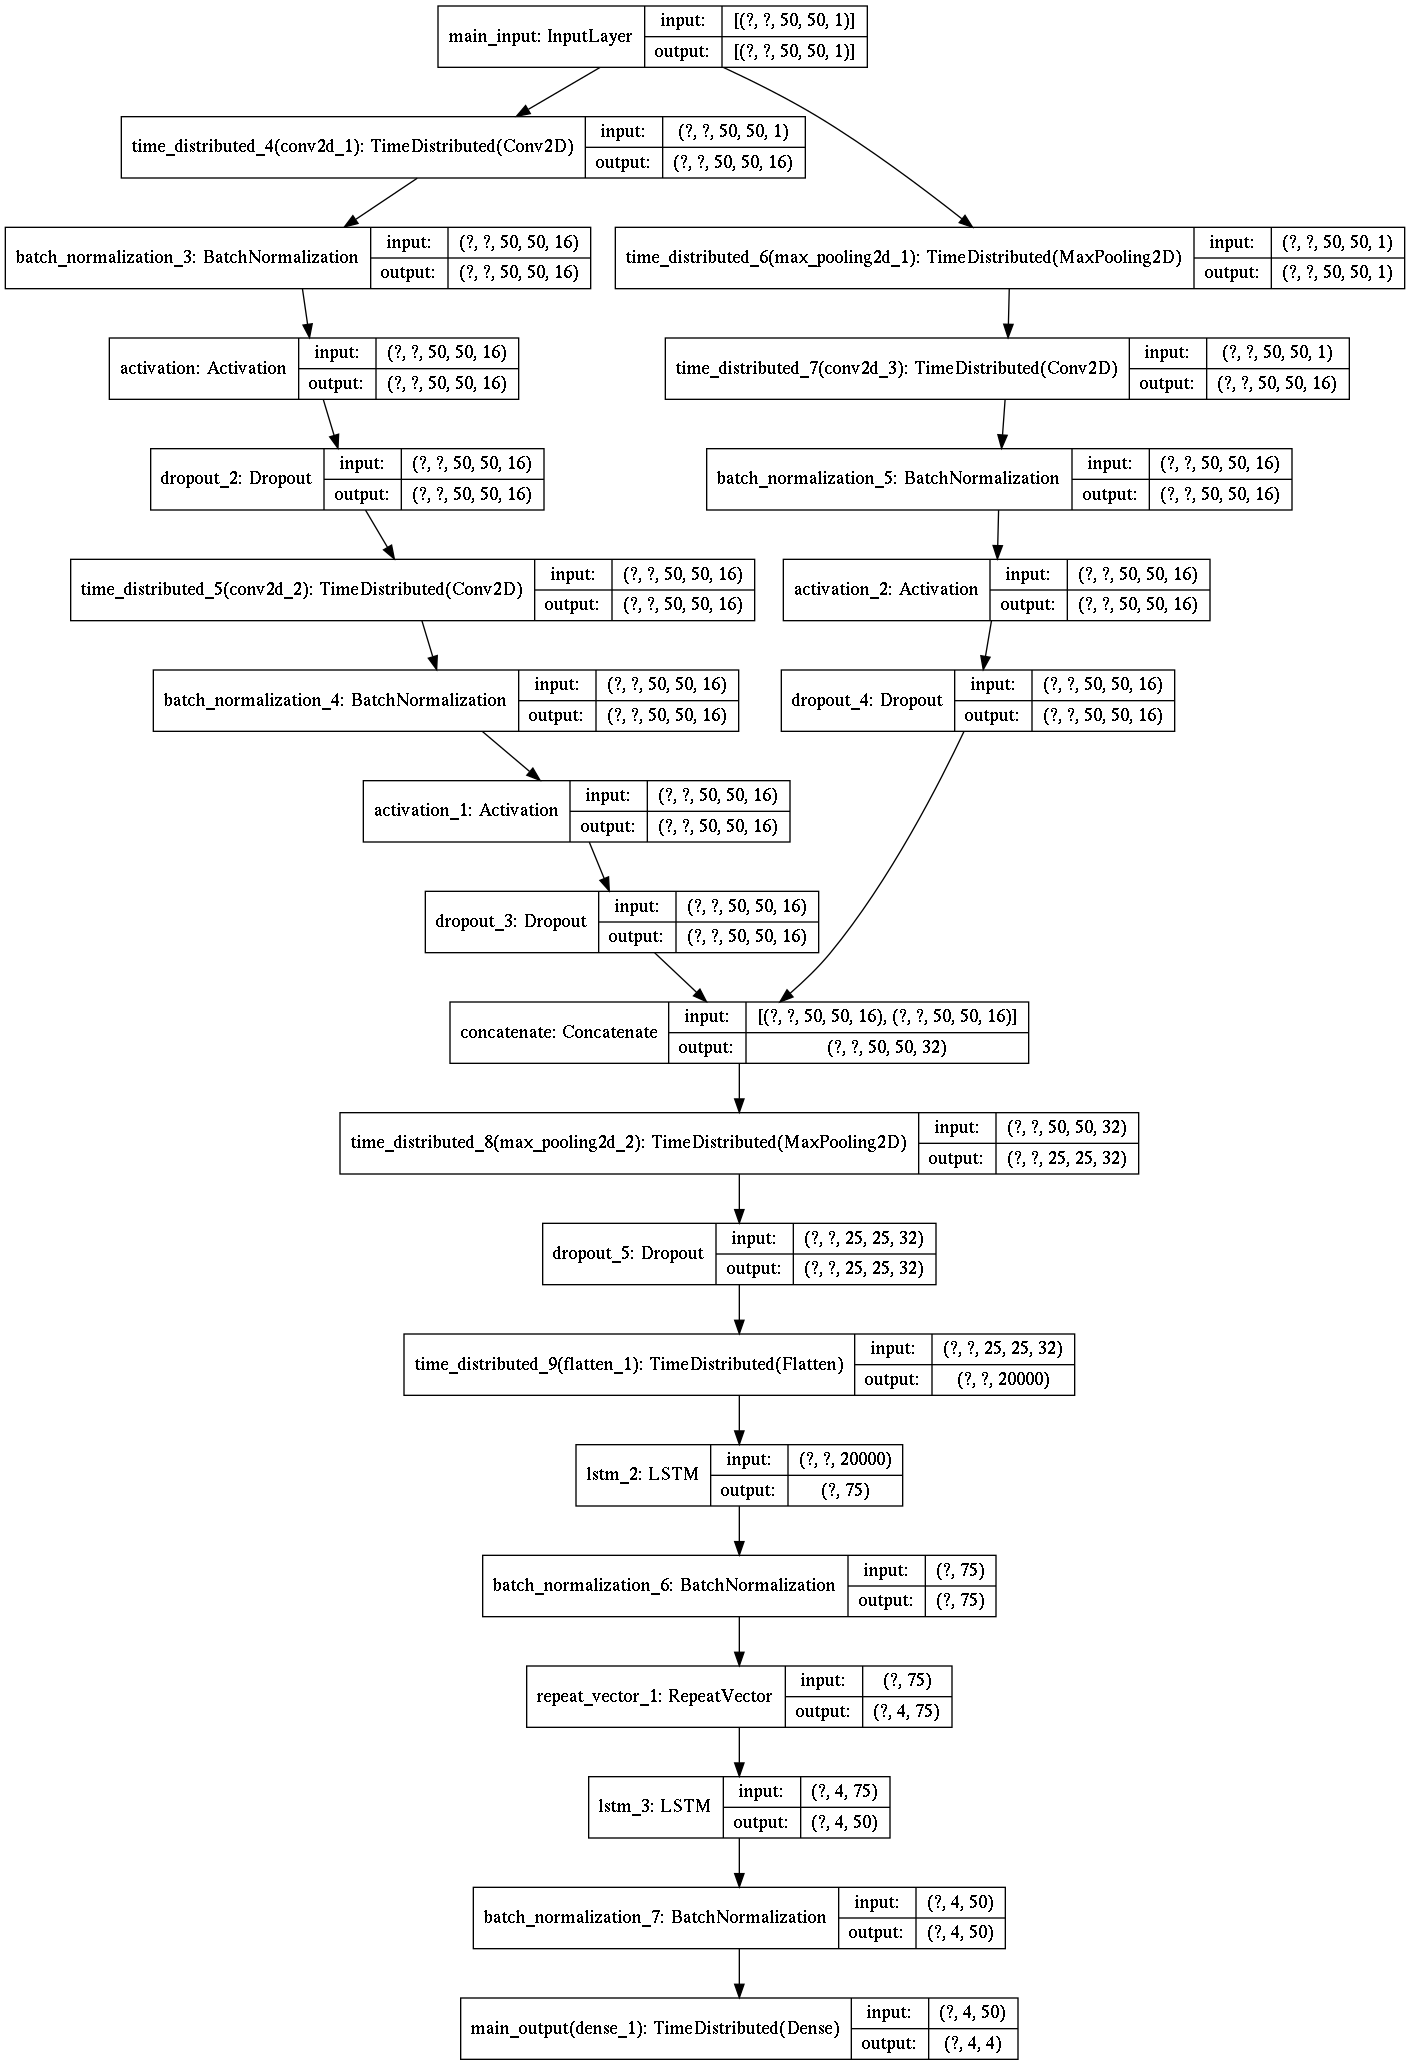 main_input: InputLayer
input: [(?, ?, 50, 50, 1)]
output: [(?, ?, 50, 50, 1)]
time_distributed_4(conv2d_1): TimeDistributed(Conv2D)
input: (?, ?, 50, 50, 1)
output: (?, ?, 50, 50, 16)
batch_normalization_3: BatchNormalization
input: (?, ?, 50, 50, 16)
output: (?, ?, 50, 50, 16)
time_distributed_6(max_pooling2d_1): TimeDistributed(MaxPooling2D)
input: (?, ?, 50, 50, 1)
output: (?, ?, 50, 50, 1)
activation: Activation
input: (?, ?, 50, 50, 16)
output: (?, ?, 50, 50, 16)
time_distributed_7(conv2d_3): TimeDistributed(Conv2D)
input: (?, ?, 50, 50, 1)
output: (?, ?, 50, 50, 16)
dropout_2: Dropout
input: (?, ?, 50, 50, 16)
output: (?, ?, 50, 50, 16)
batch_normalization_5: BatchNormalization
input: (?, ?, 50, 50, 16)
output: (?, ?, 50, 50, 16)
time_distributed_5(conv2d_2): TimeDistributed(Conv2D)
input: (?, ?, 50, 50, 16)
output: (?, ?, 50, 50, 16)
activation_2: Activation
input: (?, ?, 50, 50, 16)
output: (?, ?, 50, 50, 16)
batch_normalization_4: BatchNormalization
input: (?, ?, 50, 50, 16)
output: (?, ?, 50, 50, 16)
dropout_4: Dropout
input: (?, ?, 50, 50, 16)
output: (?, ?, 50, 50, 16)
activation_1: Activation
input: (?, ?, 50, 50, 16)
output: (?, ?, 50, 50, 16)
dropout_3: Dropout
input: (?, ?, 50, 50, 16)
output: (?, ?, 50, 50, 16)
concatenate: Concatenate
input: [(?, ?, 50, 50, 16), (?, ?, 50, 50, 16)]
output: (?, ?, 50, 50, 32)
time_distributed_8(max_pooling2d_2): TimeDistributed(MaxPooling2D)
input: (?, ?, 50, 50, 32)
output: (?, ?, 25, 25, 32)
dropout_5: Dropout
input: (?, ?, 25, 25, 32)
output: (?, ?, 25, 25, 32)
time_distributed_9(flatten_1): TimeDistributed(Flatten)
input: (?, ?, 25, 25, 32)
output: (?, ?, 20000)
lstm_2: LSTM
input: (?, ?, 20000)
output: (?, 75)
batch_normalization_6: BatchNormalization
input: (?, 75)
output: (?, 75)
repeat_vector_1: RepeatVector
input: (?, 75)
output: (?, 4, 75)
lstm_3: LSTM
input: (?, 4, 75)
output: (?, 4, 50)
batch_normalization_7: BatchNormalization
input: (?, 4, 50)
output: (?, 4, 50)
main_output(dense_1): TimeDistributed(Dense)
input: (?, 4, 50)
output: (?, 4, 4)